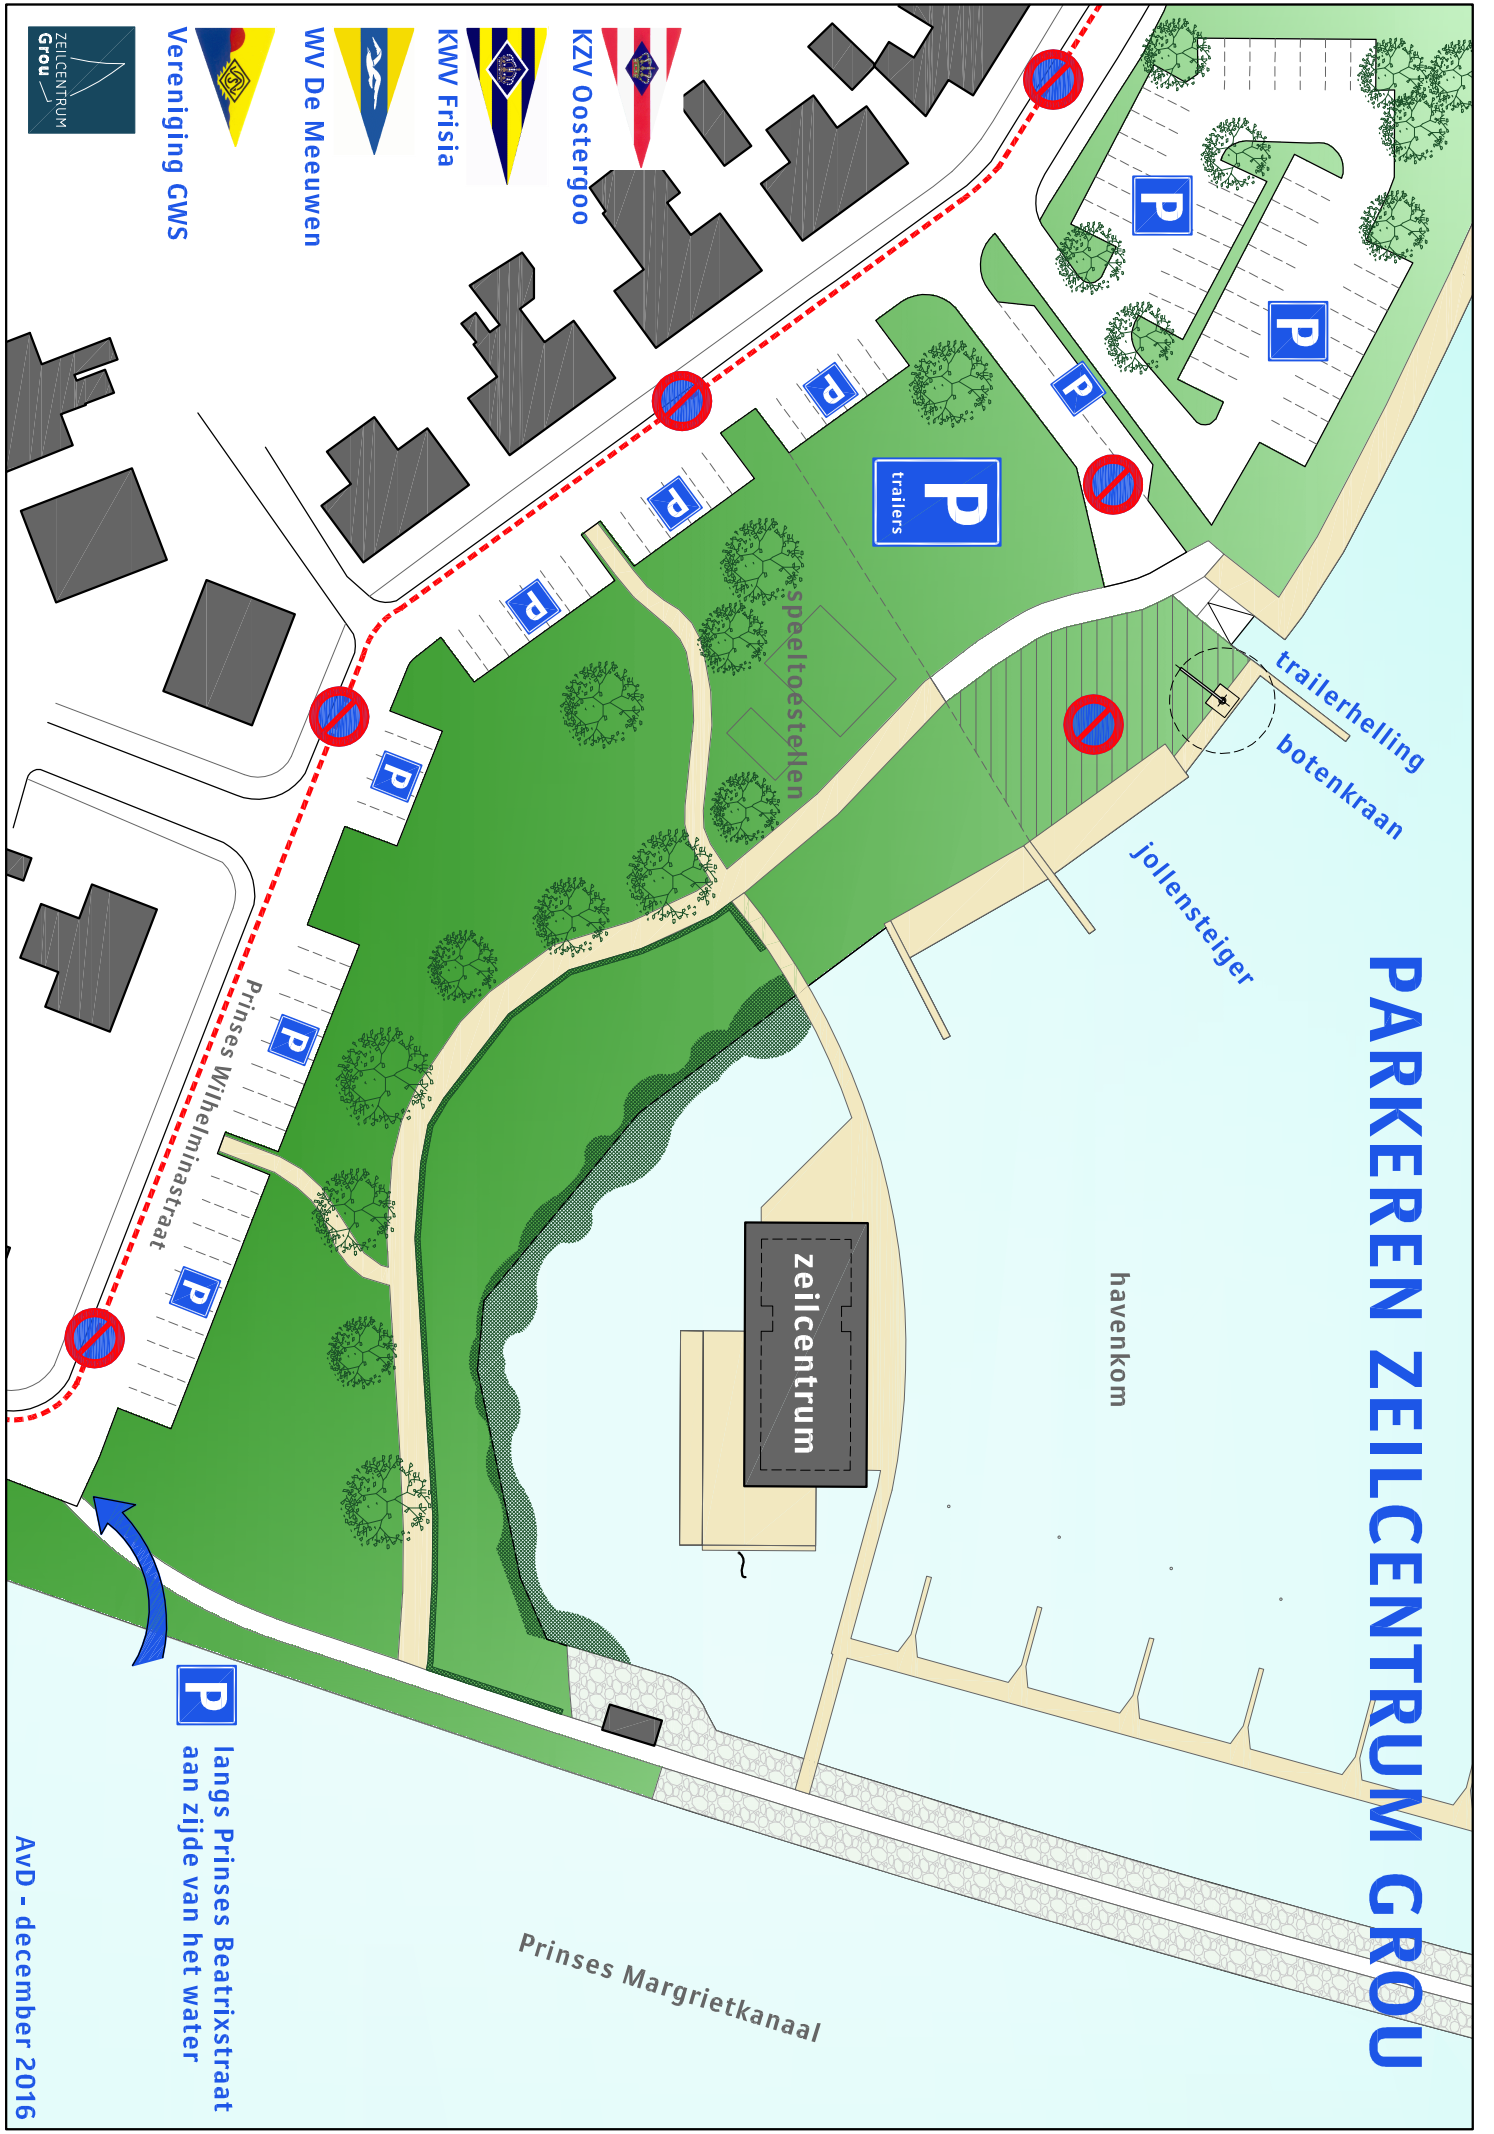 PARKEREN ZEILCENTRUM GROU
trailerhelling
botenkraan
jollensteiger
havenkom
P
P
P
P
trailers
P
P
P
speeltoestellen
zeilcentrum
P
P
P
Prinses Wilhelminastraat
Prinses Margrietkanaal
KZV Oostergoo
KWV Frisia
WV De Meeuwen
Vereniging GWS
ZEILCENTRUM
Grou
P
langs Prinses Beatrixstraat
aan zijde van het water
AvD - december 2016